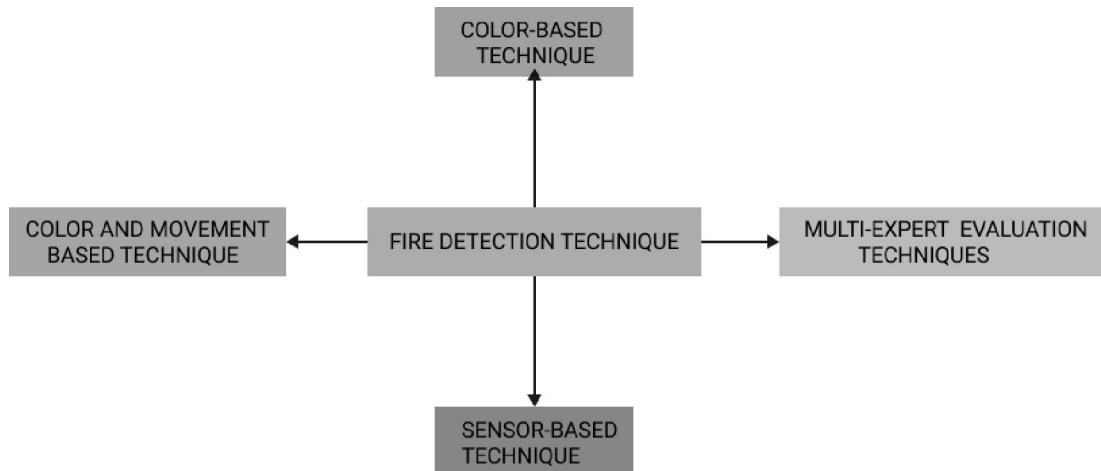 COLOR-BASED
TECHNIQUE
COLOR AND MOVEMENT
BASED TECHNIQUE
FIRE DETECTION TECHNIQUE
MULTI-EXPERT EVALUATION
TECHNIQUES
SENSOR-BASED
TECHNIQUE